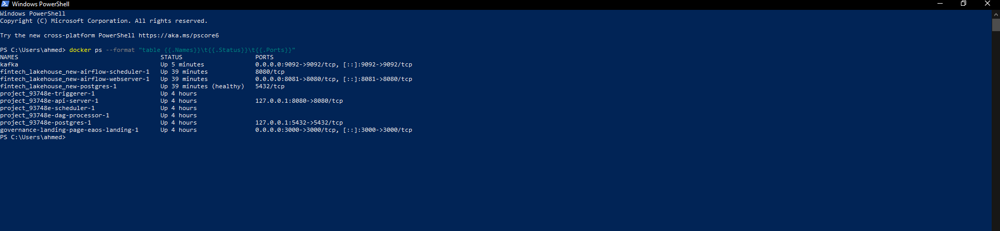 Windows PowerShell
Windows PowerShell
Copyright (C) Microsoft Corporation. All rights reserved.
Try the new cross-platform PowerShell https://aka.ms/pscore6
PS C:\Users\ahmed> docker ps --format "table {{.Names}}\t{{.Status}}\t{{.Ports}}"
NAMES STATUS PORTS
kafka Up 5 minutes 0.0.0.0:9092->9092/tcp, [::]:9092->9092/tcp
fintech_lakehouse_new-airflow-scheduler-1 Up 39 minutes 8080/tcp
fintech_lakehouse_new-airflow-webserver-1 Up 39 minutes 0.0.0.0:8081->8080/tcp, [::]:8081->8080/tcp
fintech_lakehouse_new-postgres-1 Up 39 minutes (healthy) 5432/tcp
project_93748e-triggerer-1 Up 4 hours
project_93748e-api-server-1 Up 4 hours 127.0.0.1:8080->8080/tcp
project_93748e-scheduler-1 Up 4 hours
project_93748e-dag-processor-1 Up 4 hours
project_93748e-postgres-1 Up 4 hours 127.0.0.1:5432->5432/tcp
governance-landing-page-eaos-landing-1 Up 4 hours 0.0.0.0:3000->3000/tcp, [::]:3000->3000/tcp
PS C:\Users\ahmed>